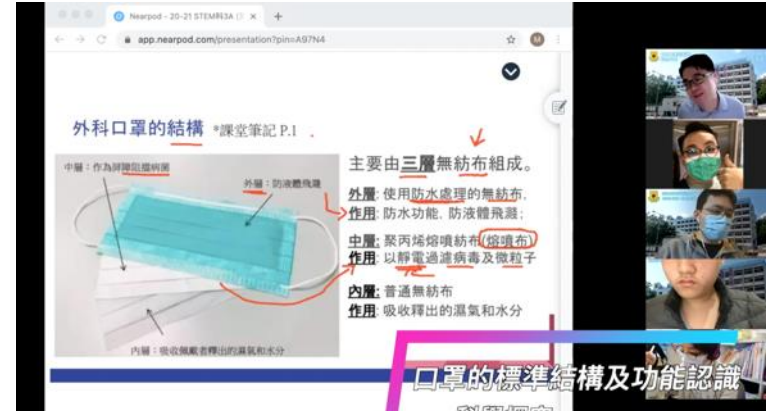 Nearpod - 20-21 STEM科3A (
app.nearpod.com/presentation?pin=A97N4
M
外科口罩的結構 *課堂筆記 P.1
中層：作為屏障阻擋病菌
外層：防液體飛濺
內層：吸收佩戴者釋出的濕氣和水分
主要由三層無紡布組成。
外層: 使用防水處理的無紡布,
作用: 防水功能, 防液體飛濺;
中層: 聚丙烯熔噴紡布(熔噴布)
作用: 以靜電過濾病毒及微粒子
內層: 普通無紡布
作用: 吸收釋出的濕氣和水分
口罩的標準結構及功能認識